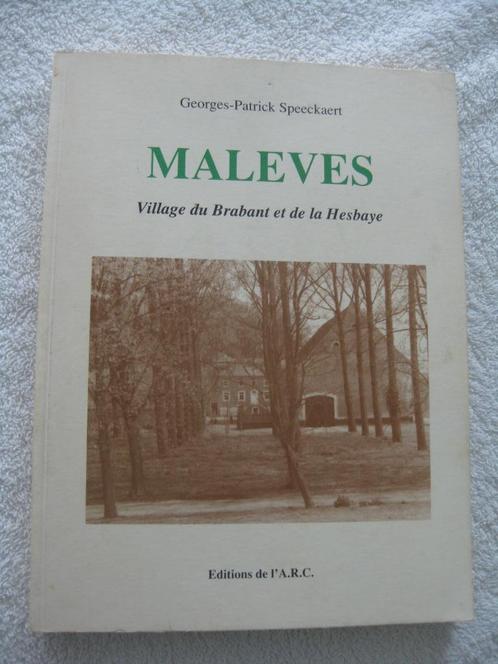 Georges-Patrick Speeckaert
MALEVES
Village du Brabant et de la Hesbaye
Editions de l'A.R.C.